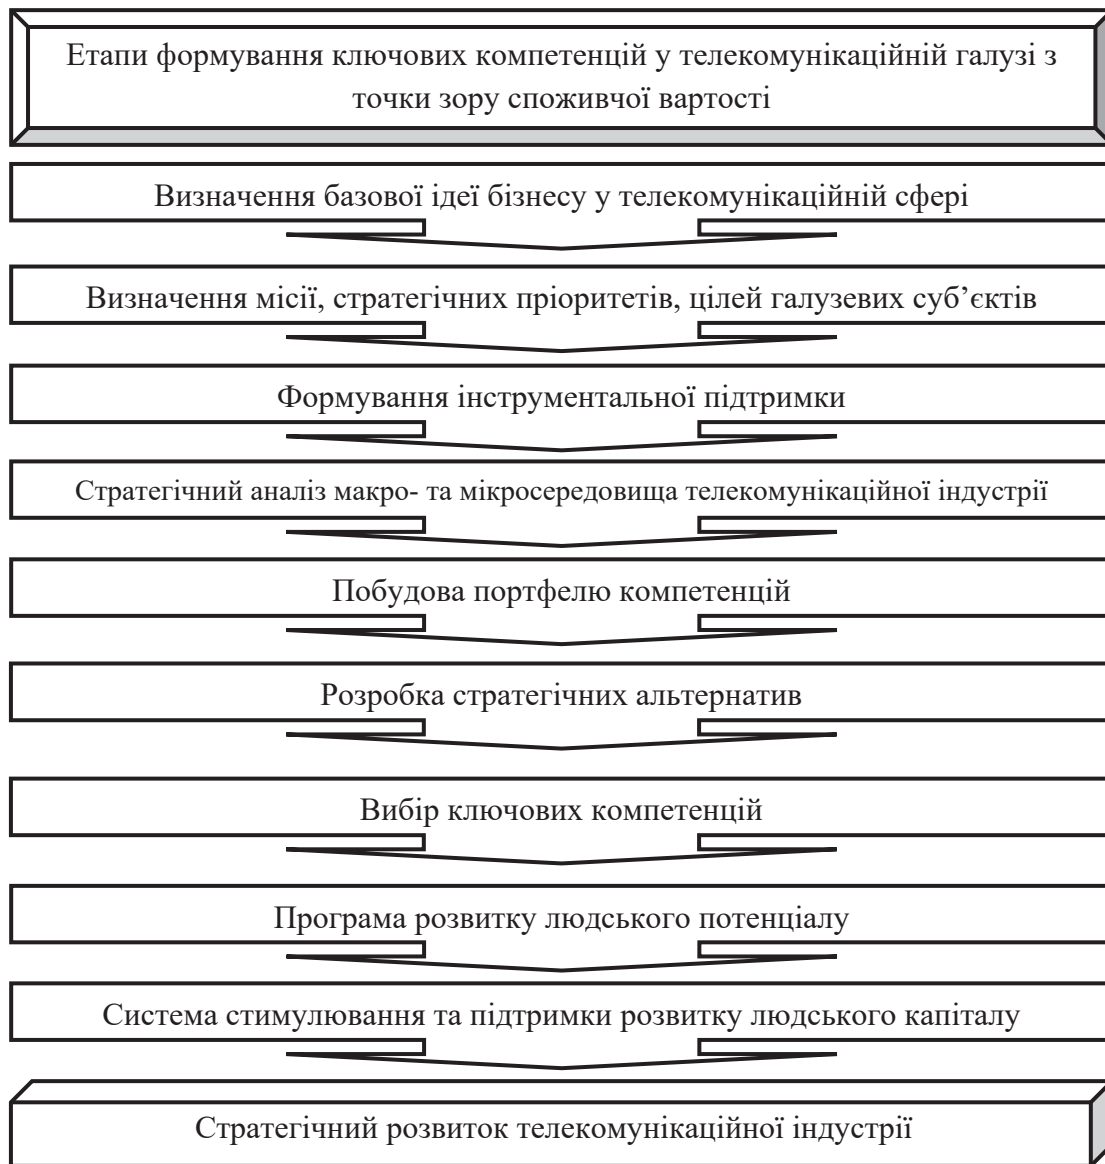 Етапи формування ключових компетенцій у телекомунікаційній галузі з
точки зору споживчої вартості
Визначення базової ідеї бізнесу у телекомунікаційній сфері
Визначення місії, стратегічних пріоритетів, цілей галузевих суб’єктів
Формування інструментальної підтримки
Стратегічний аналіз макро- та мікросередовища телекомунікаційної індустрії
Побудова портфелю компетенцій
Розробка стратегічних альтернатив
Вибір ключових компетенцій
Програма розвитку людського потенціалу
Система стимулювання та підтримки розвитку людського капіталу
Стратегічний розвиток телекомунікаційної індустрії